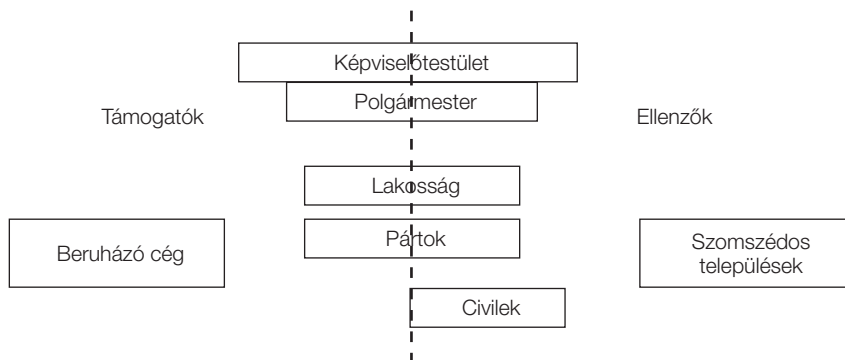 Képviselőtestület
Polgármester
Támogatók
Ellenzők
Lakosság
Beruházó cég
Pártok
Szomszédos
települések
Civilek